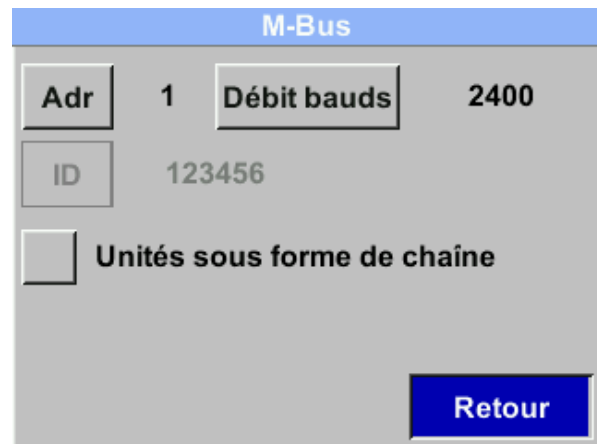 M-Bus
Adr 1 Débit bauds 2400
ID 123456
Unités sous forme de chaîne
Retour